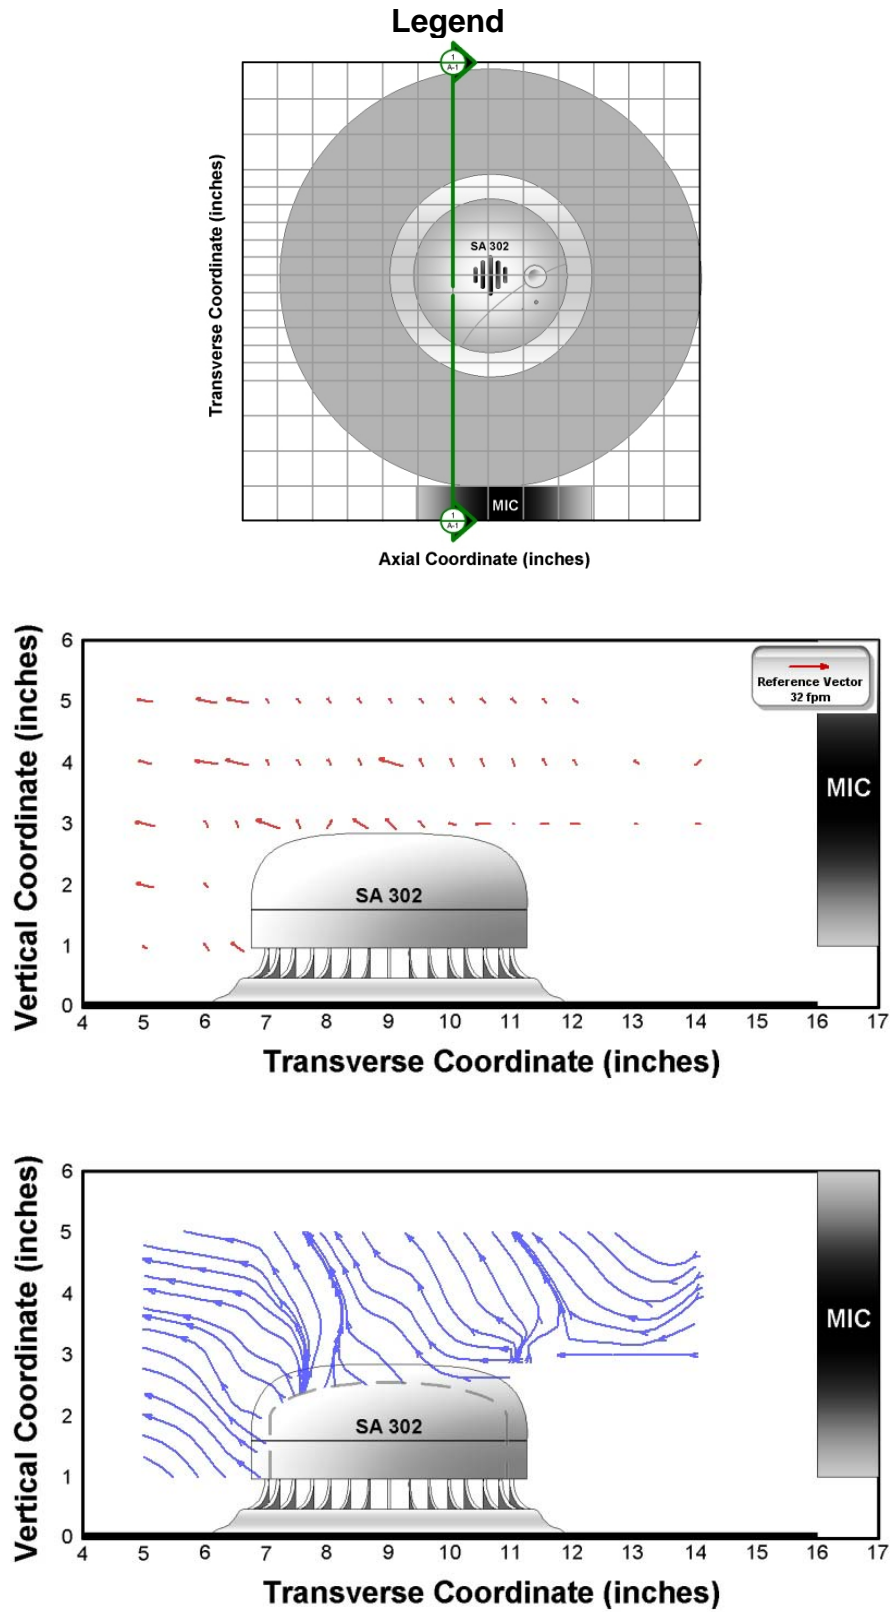 Legend
1
A-1
Transverse Coordinate (inches)
SA 302
MIC
1
A-1
Axial Coordinate (inches)
Vertical Coordinate (inches)
6
Reference Vector
32 fpm
5
4
MIC
3
2
SA 302
1
0
4 5 6 7 8 9 10 11 12 13 14 15 16 17
Transverse Coordinate (inches)
Vertical Coordinate (inches)
6
5
4
MIC
3
2
SA 302
1
0
4 5 6 7 8 9 10 11 12 13 14 15 16 17
Transverse Coordinate (inches)